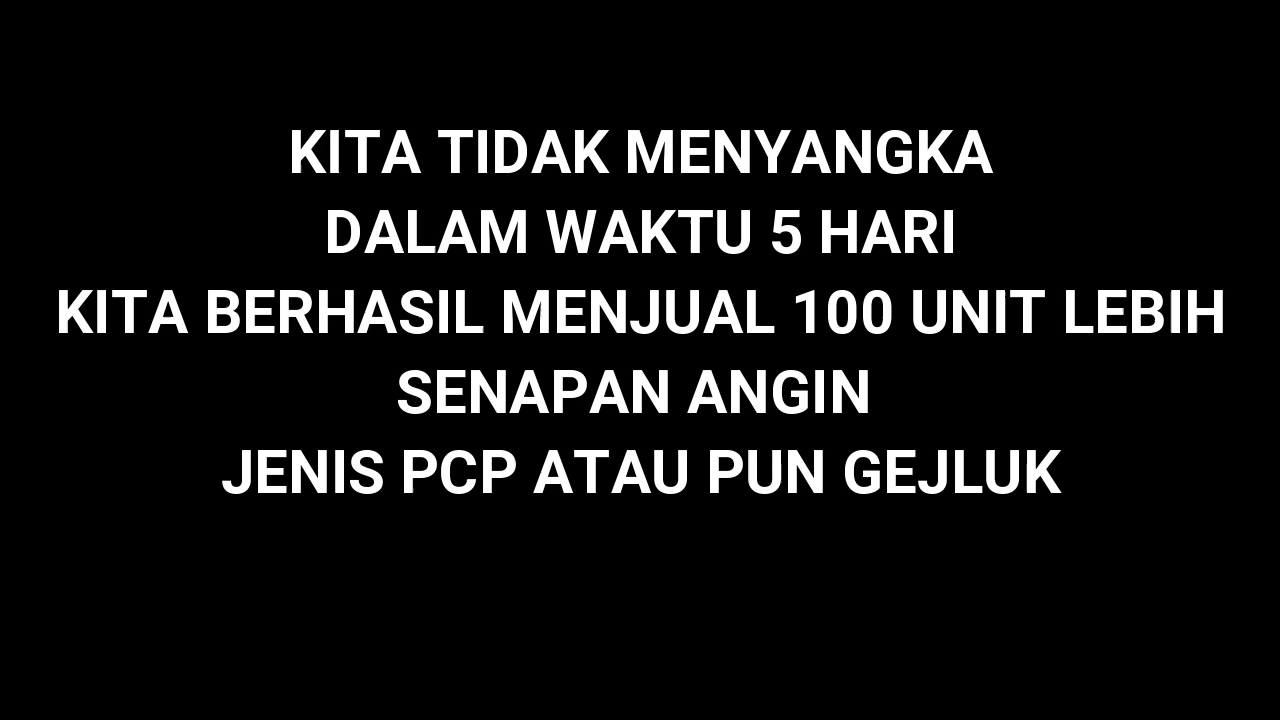 KITA TIDAK MENYANGKA
DALAM WAKTU 5 HARI
KITA BERHASIL MENJUAL 100 UNIT LEBIH
SENAPAN ANGIN
JENIS PCP ATAU PUN GEJLUK